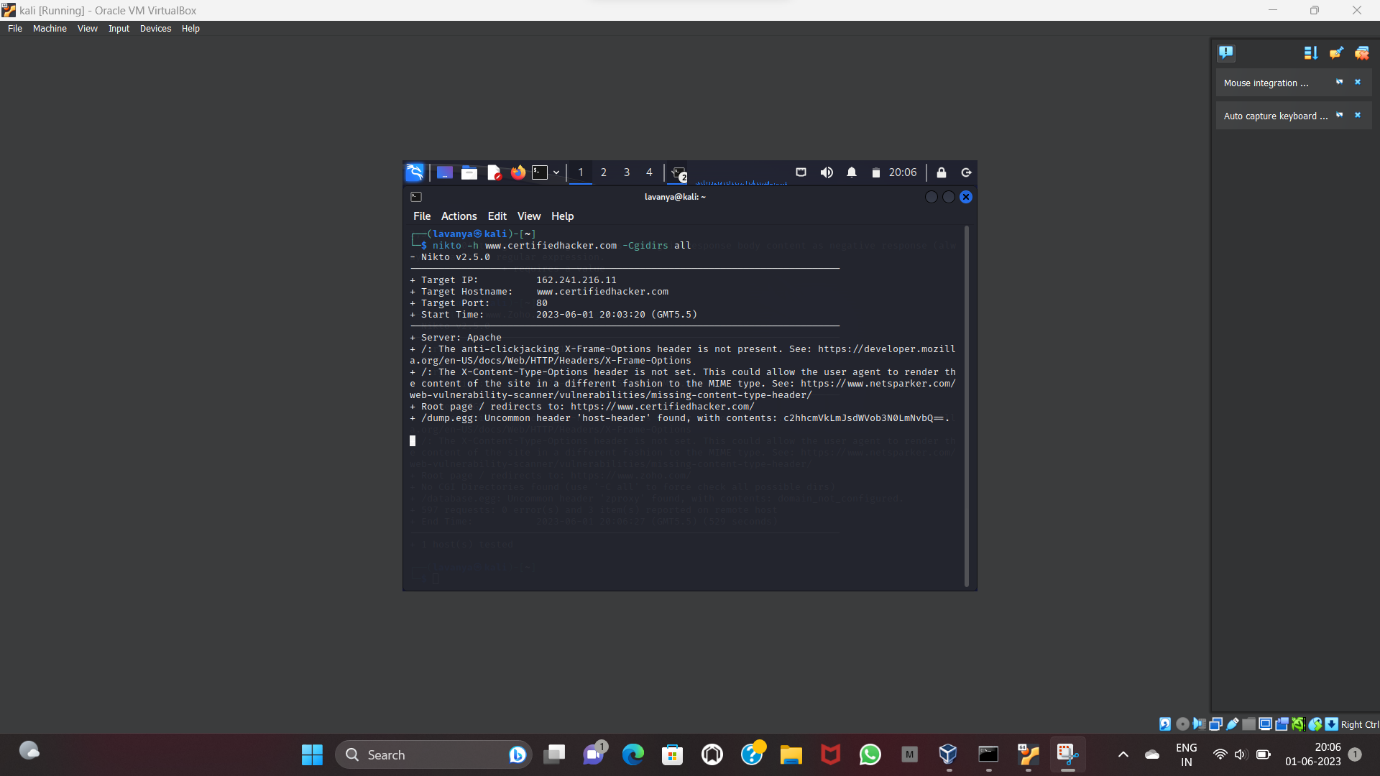 kali [Running] - Oracle VM VirtualBox
File Machine View Input Devices Help
Mouse integration ...
Auto capture keyboard ...
1 2 3 4 2 20:06
lavanya@kali: ~
File Actions Edit View Help
(lavanya㉿kali)-[~]
$ nikto -h www.certifiedhacker.com -Cgidirs all
- Nikto v2.5.0
+ Target IP: 162.241.216.11
+ Target Hostname: www.certifiedhacker.com
+ Target Port: 80
+ Start Time: 2023-06-01 20:03:20 (GMT5.5)
+ Server: Apache
+ /: The anti-clickjacking X-Frame-Options header is not present. See: https://developer.mozill
a.org/en-US/docs/Web/HTTP/Headers/X-Frame-Options
+ /: The X-Content-Type-Options header is not set. This could allow the user agent to render th
e content of the site in a different fashion to the MIME type. See: https://www.netsparker.com/
web-vulnerability-scanner/vulnerabilities/missing-content-type-header/
+ Root page / redirects to: https://www.certifiedhacker.com/
+ /dump.egg: Uncommon header 'host-header' found, with contents: c2hhcmVkLmJsdWVob3N0LmNvbQ==.
Right Ctrl
Search
1
M
ENG
IN
20:06
01-06-2023
1